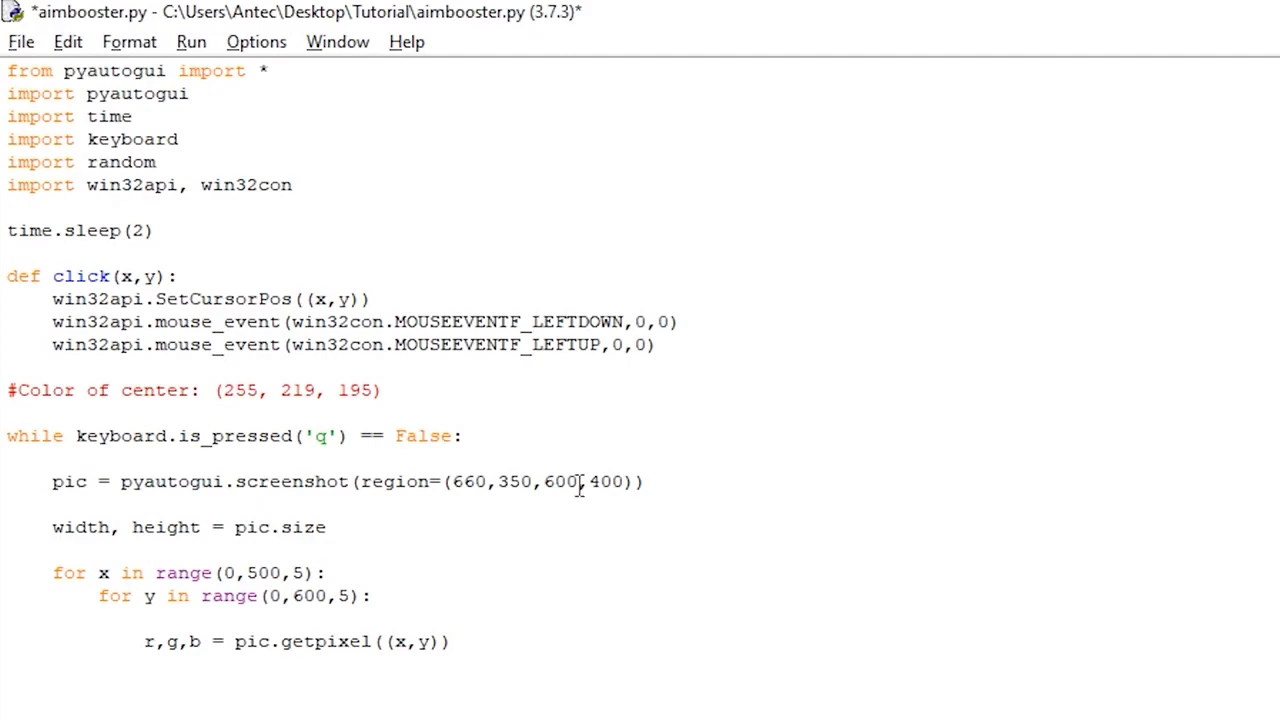 *aimbooster.py - C:\Users\Antec\Desktop\Tutorial\aimbooster.py (3.7.3)*
File Edit Format Run Options Window Help
from pyautogui import *
import pyautogui
import time
import keyboard
import random
import win32api, win32con
time.sleep(2)
def click(x,y):
    win32api.SetCursorPos((x,y))
    win32api.mouse_event(win32con.MOUSEEVENTF_LEFTDOWN,0,0)
    win32api.mouse_event(win32con.MOUSEEVENTF_LEFTUP,0,0)
#Color of center: (255, 219, 195)
while keyboard.is_pressed('q') == False:
    pic = pyautogui.screenshot(region=(660,350,600,400))
    width, height = pic.size
    for x in range(0,500,5):
        for y in range(0,600,5):
            r,g,b = pic.getpixel((x,y))